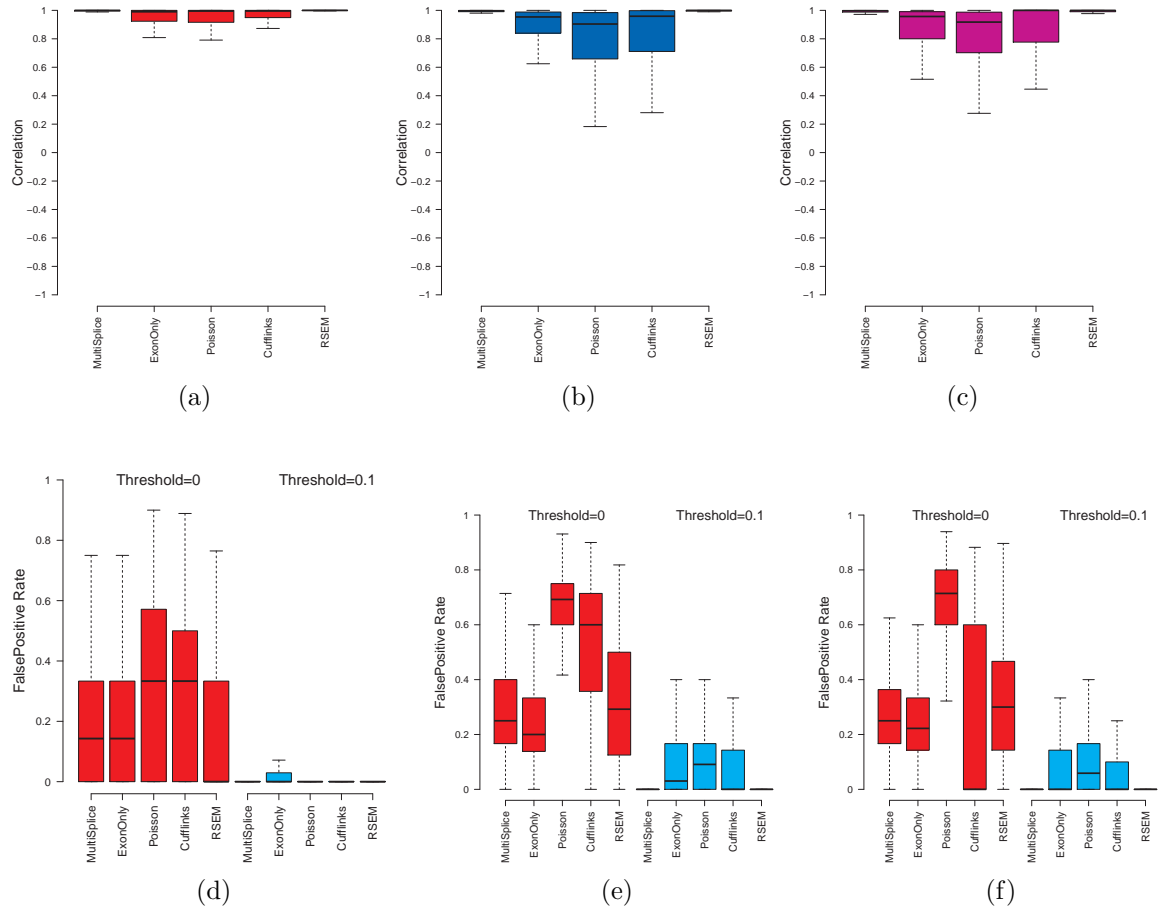 1
0.8
0.6
0.4
0.2
0
−0.2
−0.4
−0.6
−0.8
−1
Correlation
MultiSplice
ExonOnly
Poisson
Cufflinks
RSEM
(a)
1
0.8
0.6
0.4
0.2
0
−0.2
−0.4
−0.6
−0.8
−1
Correlation
MultiSplice
ExonOnly
Poisson
Cufflinks
RSEM
(b)
1
0.8
0.6
0.4
0.2
0
−0.2
−0.4
−0.6
−0.8
−1
Correlation
MultiSplice
ExonOnly
Poisson
Cufflinks
RSEM
(c)
Threshold=0 Threshold=0.1
1
0.8
0.6
0.4
0.2
0
FalsePositive Rate
MultiSplice
ExonOnly
Poisson
Cufflinks
RSEM
MultiSplice
ExonOnly
Poisson
Cufflinks
RSEM
(d)
Threshold=0 Threshold=0.1
1
0.8
0.6
0.4
0.2
0
FalsePositive Rate
MultiSplice
ExonOnly
Poisson
Cufflinks
RSEM
MultiSplice
ExonOnly
Poisson
Cufflinks
RSEM
(e)
Threshold=0 Threshold=0.1
1
0.8
0.6
0.4
0.2
0
FalsePositive Rate
MultiSplice
ExonOnly
Poisson
Cufflinks
RSEM
MultiSplice
ExonOnly
Poisson
Cufflinks
RSEM
(f)